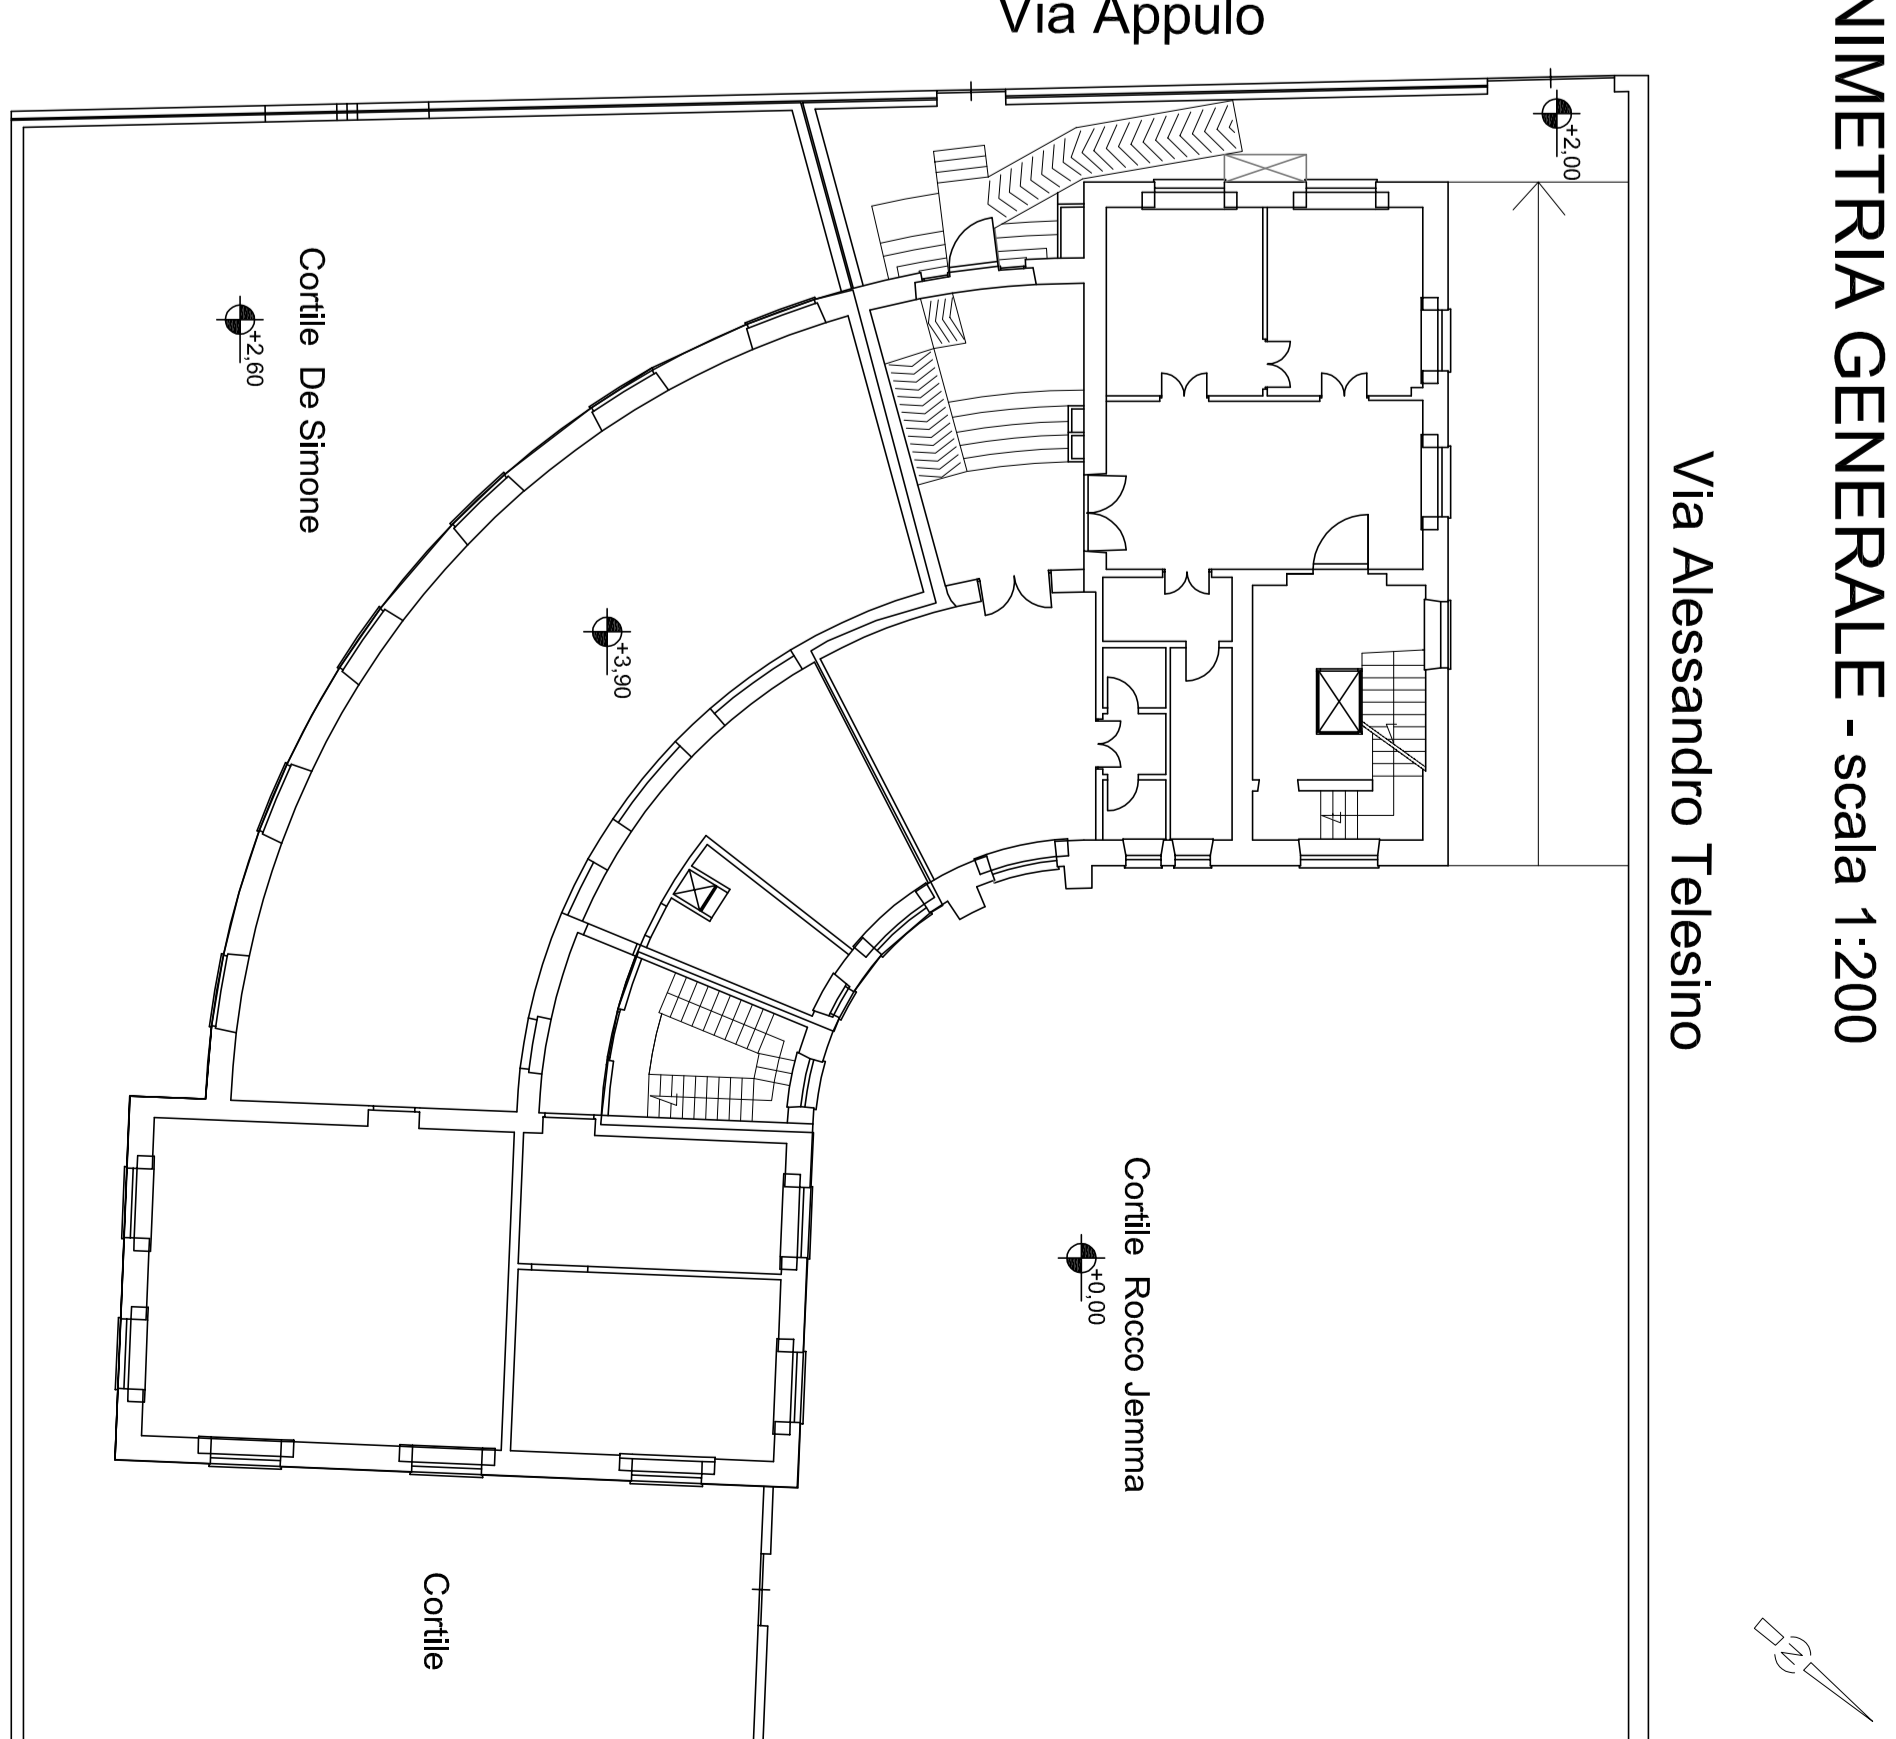 NIMETRIA GENERALE - scala 1:200
Via Appulo
Via Alessandro Telesino
+2,00
Cortile De Simone
+2,60
+3,90
Cortile Rocco Jemma
+0,00
Cortile
N